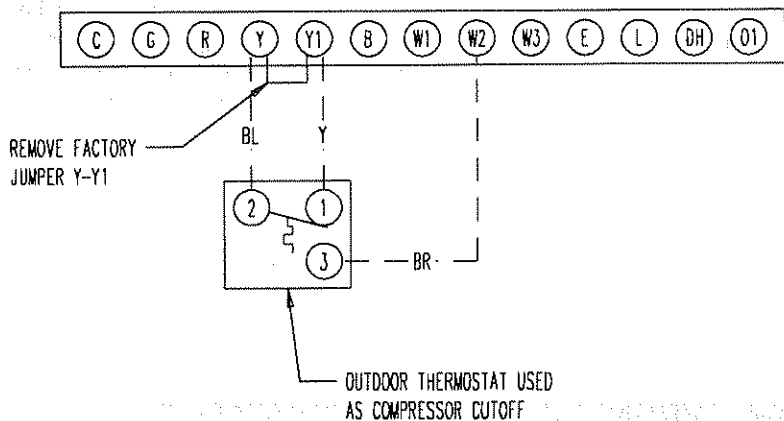 C G R Y Y1 B W1 W2 W3 E L DH O1
REMOVE FACTORY
JUMPER Y-Y1
BL Y
2 1
3 BR
OUTDOOR THERMOSTAT USED
AS COMPRESSOR CUTOFF